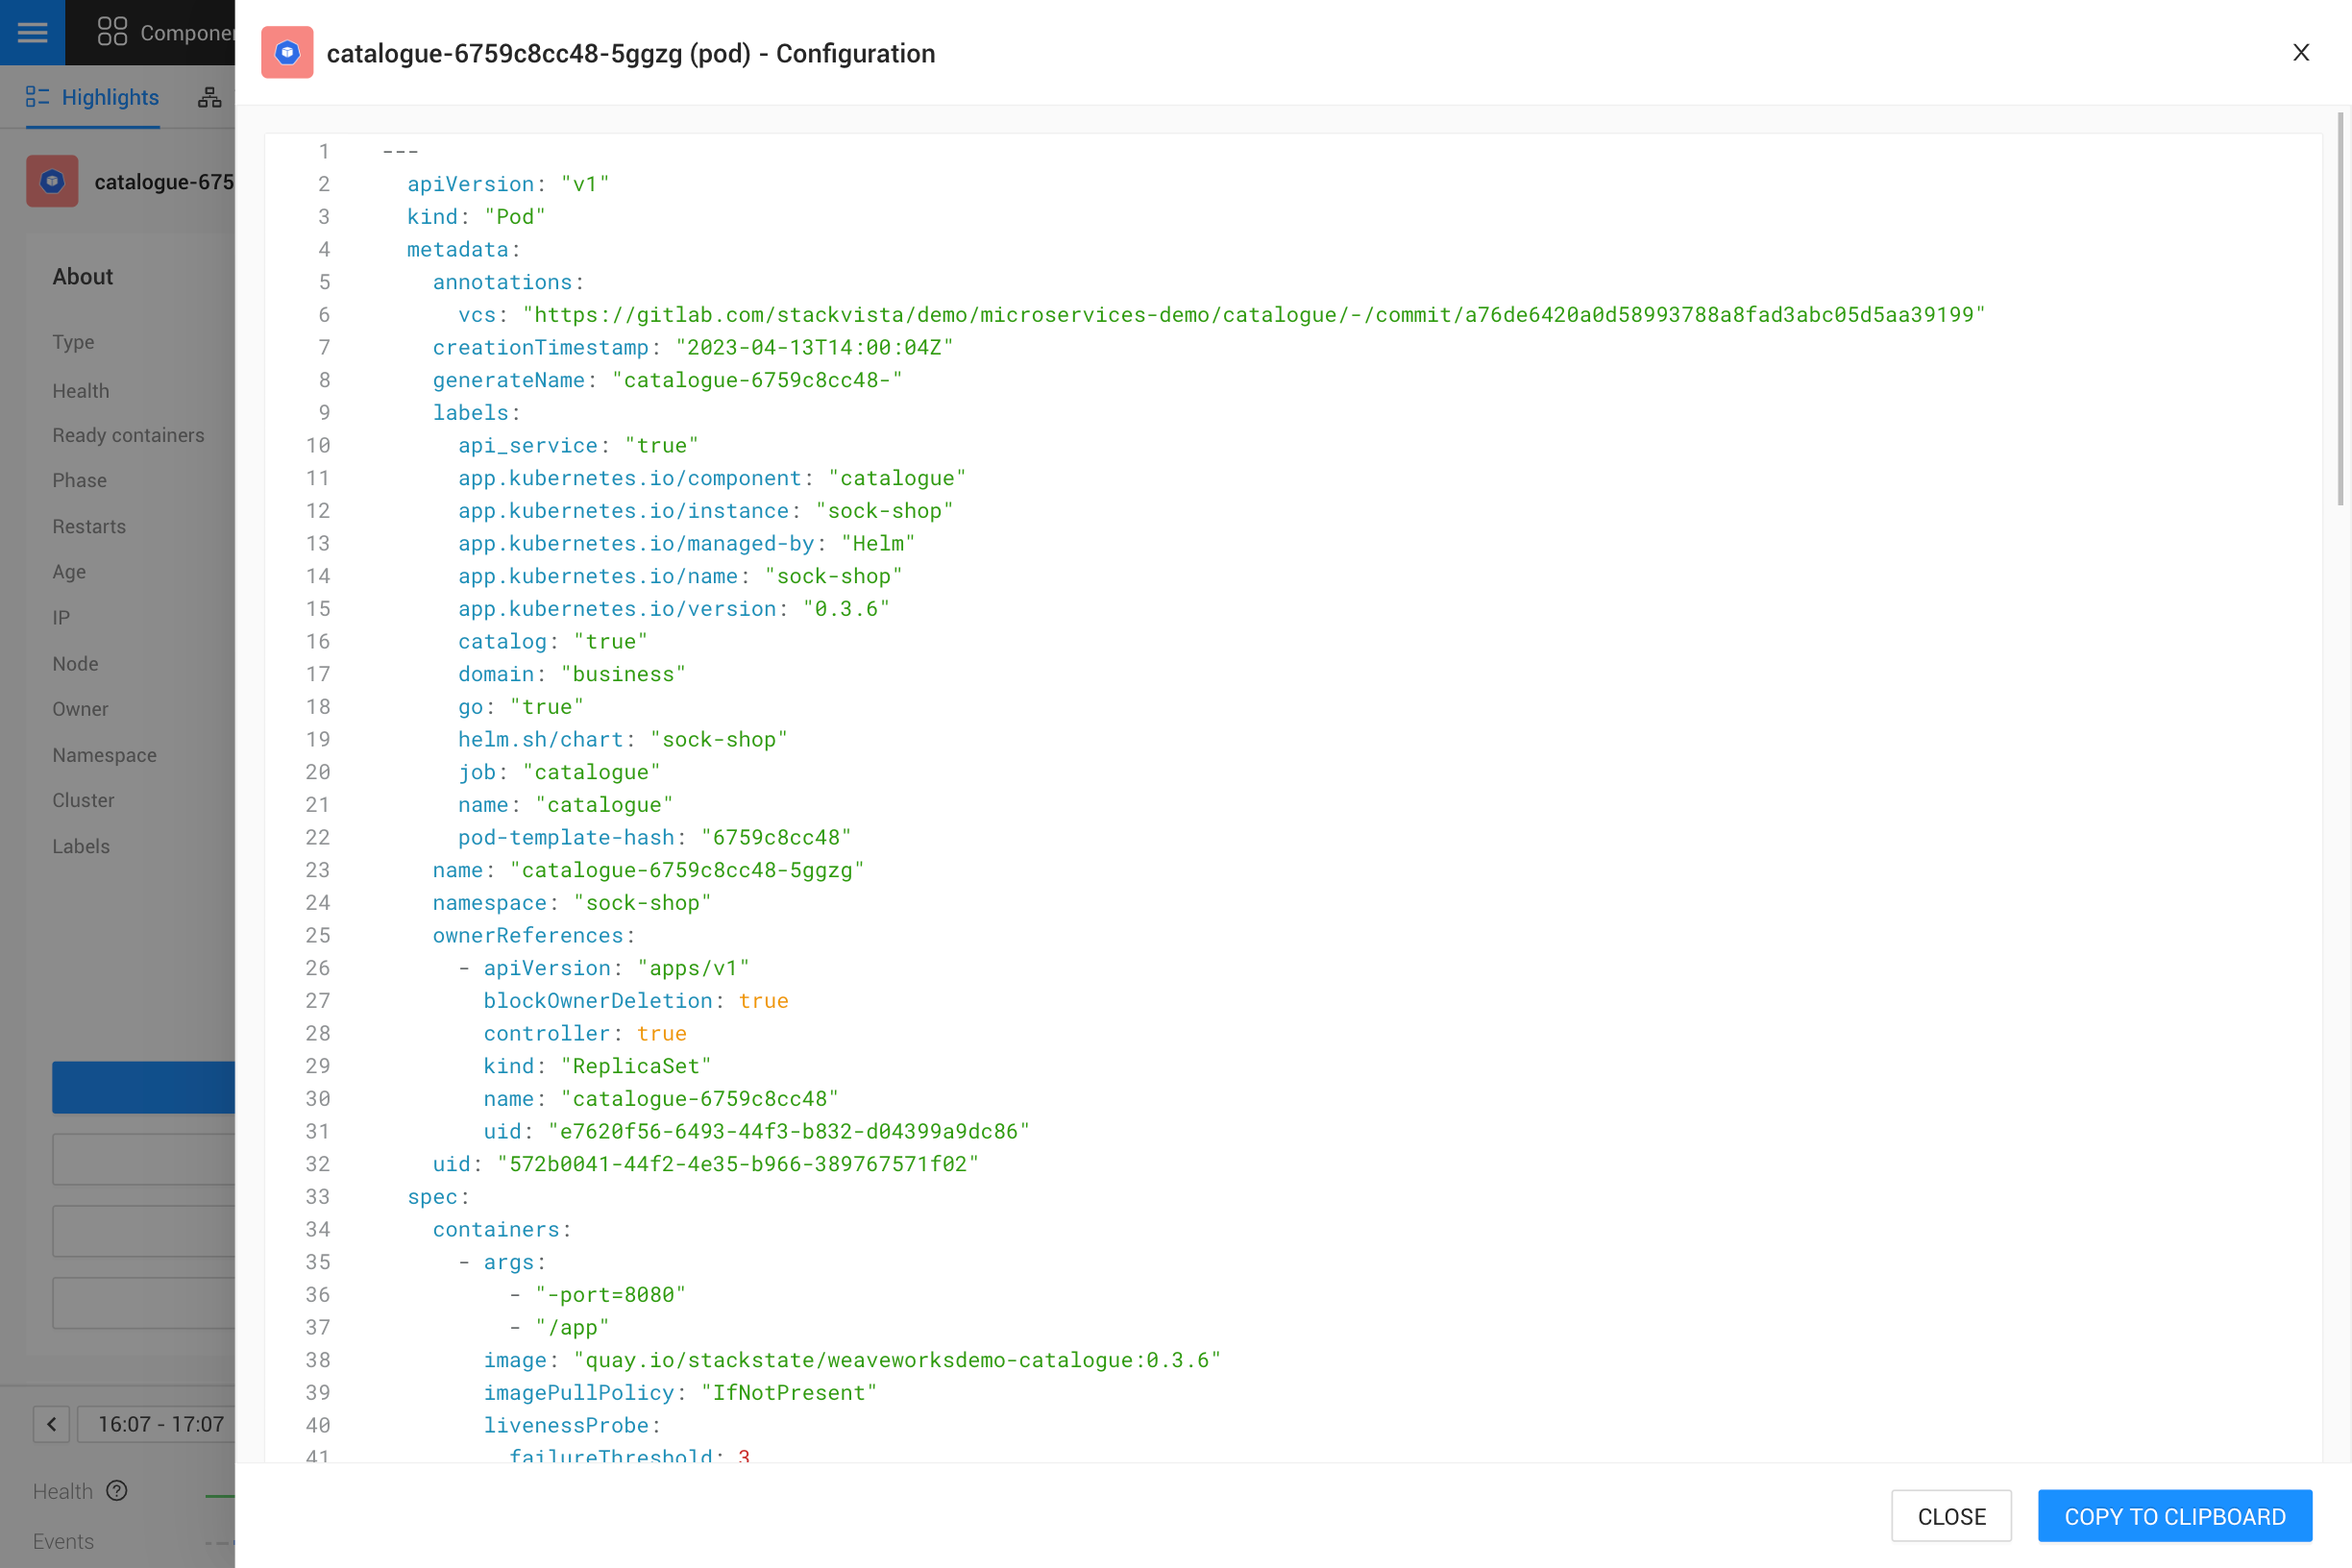 Componen
catalogue-6759c8cc48-5ggzg (pod) - Configuration
X
Highlights
catalogue-675
About
Type
Health
Ready containers
Phase
Restarts
Age
IP
Node
Owner
Namespace
Cluster
Labels
16:07 - 17:07
Health ?
Events
1 ---
2 apiVersion: "v1"
3 kind: "Pod"
4 metadata:
5 annotations:
6 vcs: "https://gitlab.com/stackvista/demo/microservices-demo/catalogue/-/commit/a76de6420a0d58993788a8fad3abc05d5aa39199"
7 creationTimestamp: "2023-04-13T14:00:04Z"
8 generateName: "catalogue-6759c8cc48-"
9 labels:
10 api_service: "true"
11 app.kubernetes.io/component: "catalogue"
12 app.kubernetes.io/instance: "sock-shop"
13 app.kubernetes.io/managed-by: "Helm"
14 app.kubernetes.io/name: "sock-shop"
15 app.kubernetes.io/version: "0.3.6"
16 catalog: "true"
17 domain: "business"
18 go: "true"
19 helm.sh/chart: "sock-shop"
20 job: "catalogue"
21 name: "catalogue"
22 pod-template-hash: "6759c8cc48"
23 name: "catalogue-6759c8cc48-5ggzg"
24 namespace: "sock-shop"
25 ownerReferences:
26 - apiVersion: "apps/v1"
27 blockOwnerDeletion: true
28 controller: true
29 kind: "ReplicaSet"
30 name: "catalogue-6759c8cc48"
31 uid: "e7620f56-6493-44f3-b832-d04399a9dc86"
32 uid: "572b0041-44f2-4e35-b966-389767571f02"
33 spec:
34 containers:
35 - args:
36 - "-port=8080"
37 - "/app"
38 image: "quay.io/stackstate/weaveworksdemo-catalogue:0.3.6"
39 imagePullPolicy: "IfNotPresent"
40 livenessProbe:
41 failureThreshold: 3
CLOSE
COPY TO CLIPBOARD